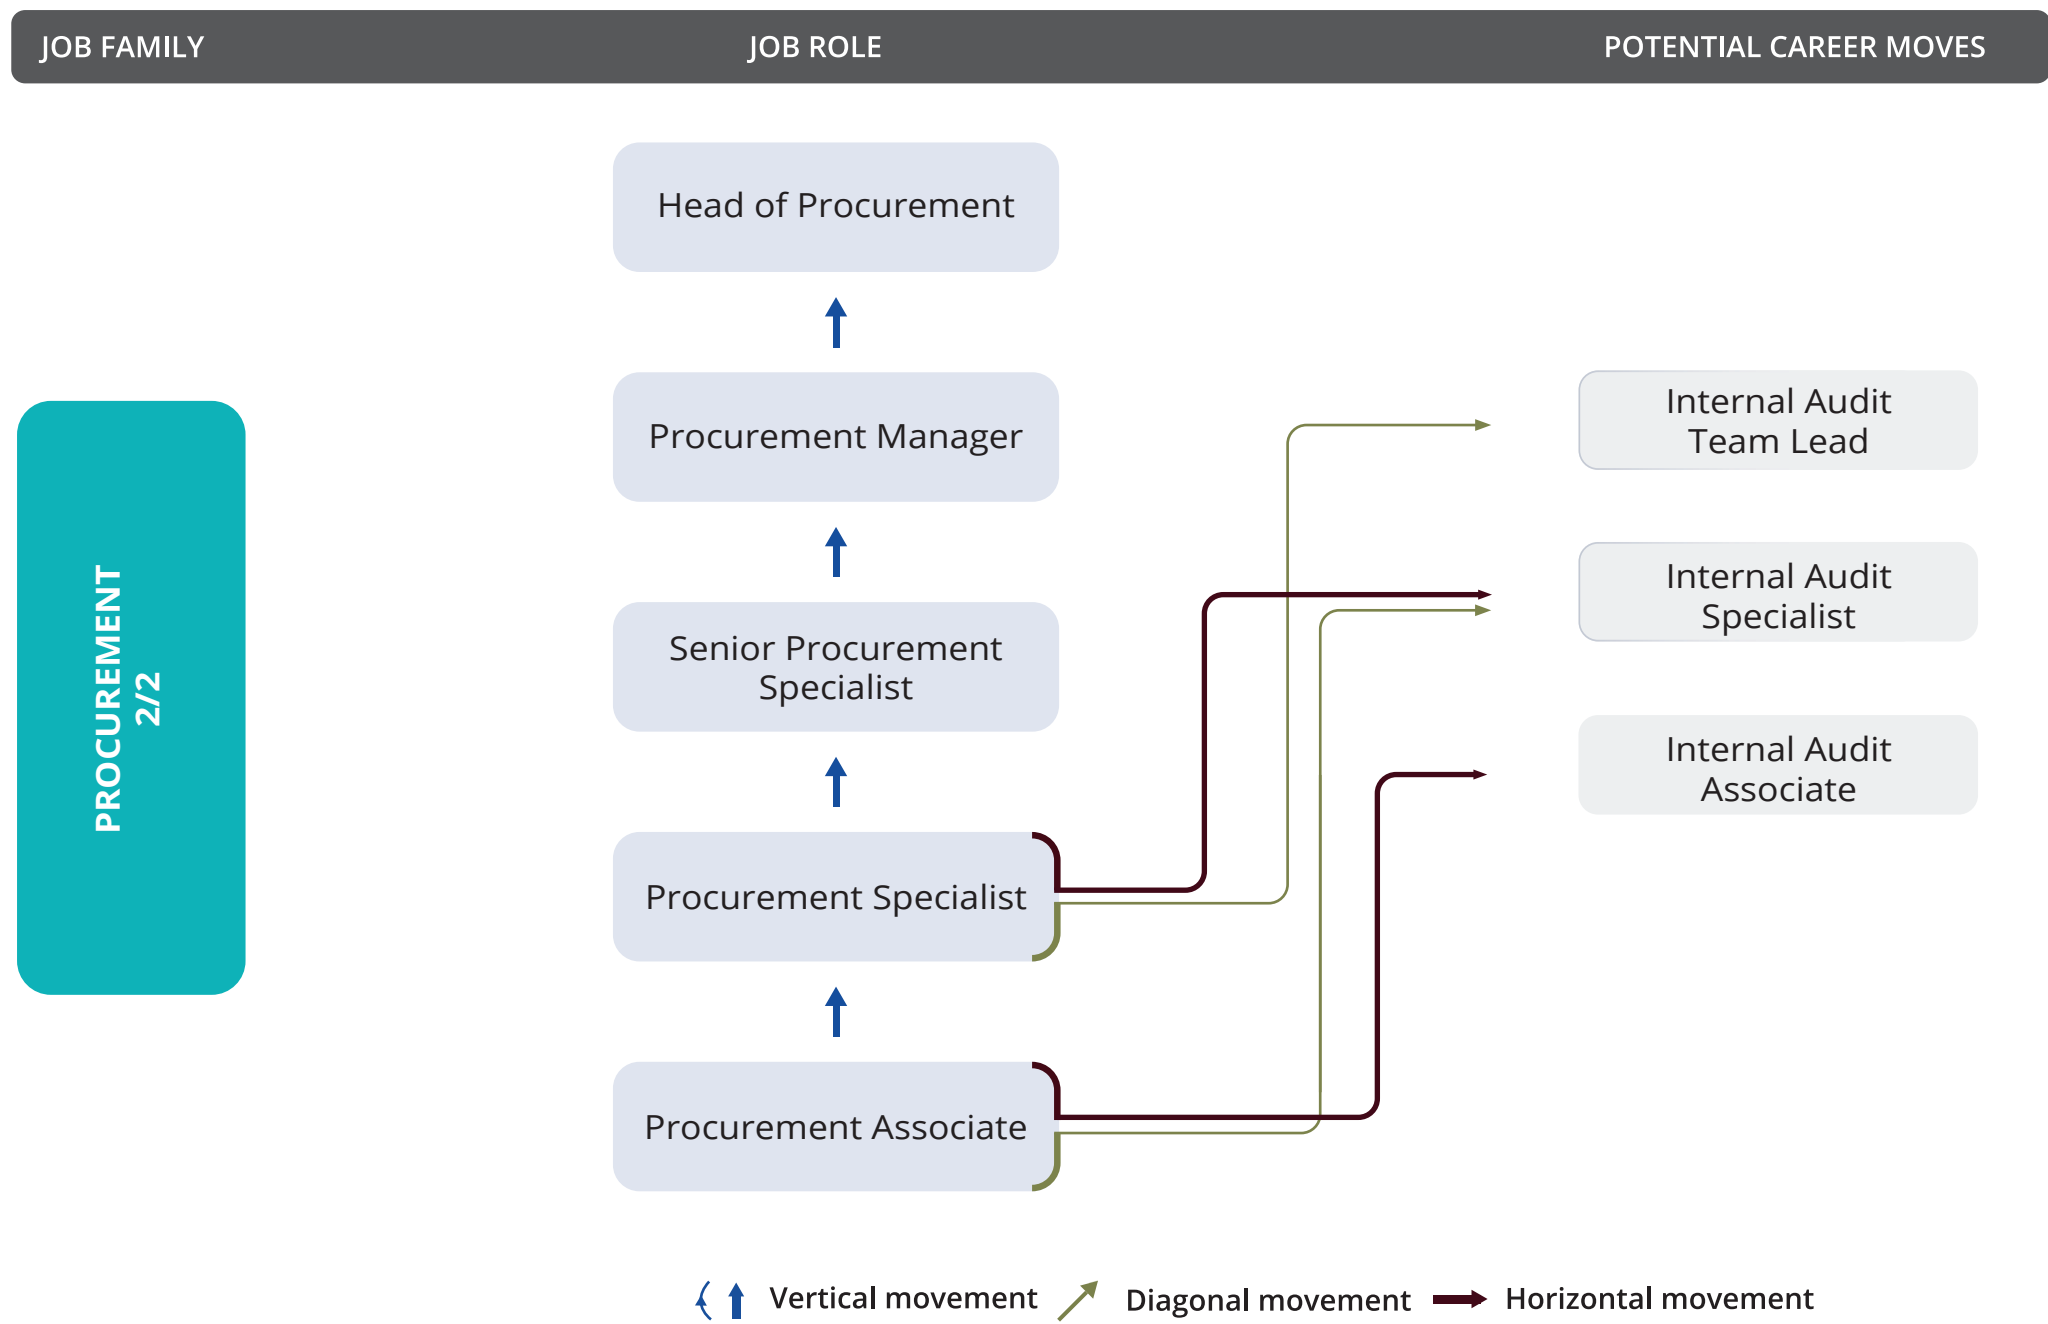 JOB FAMILY
JOB ROLE
POTENTIAL CAREER MOVES
PROCUREMENT
2/2
Head of Procurement
Procurement Manager
Senior Procurement
Specialist
Procurement Specialist
Procurement Associate
Internal Audit
Team Lead
Internal Audit
Specialist
Internal Audit
Associate
Vertical movement
Diagonal movement
Horizontal movement